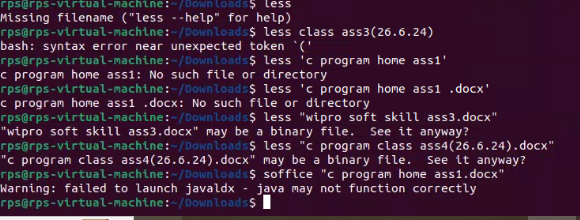 rps@rps-virtual-machine:~/Downloads$ less
Missing filename ("less --help" for help)
rps@rps-virtual-machine:~/Downloads$ less class ass3(26.6.24)
bash: syntax error near unexpected token `('
rps@rps-virtual-machine:~/Downloads$ less 'c program home ass1'
c program home ass1: No such file or directory
rps@rps-virtual-machine:~/Downloads$ less 'c program home ass1 .docx'
c program home ass1 .docx: No such file or directory
rps@rps-virtual-machine:~/Downloads$ less "wipro soft skill ass3.docx"
"wipro soft skill ass3.docx" may be a binary file.  See it anyway?
rps@rps-virtual-machine:~/Downloads$ less "c program class ass4(26.6.24).docx"
"c program class ass4(26.6.24).docx" may be a binary file.  See it anyway?
rps@rps-virtual-machine:~/Downloads$ soffice "c program home ass1.docx"
Warning: failed to launch javaldx - java may not function correctly
rps@rps-virtual-machine:~/Downloads$